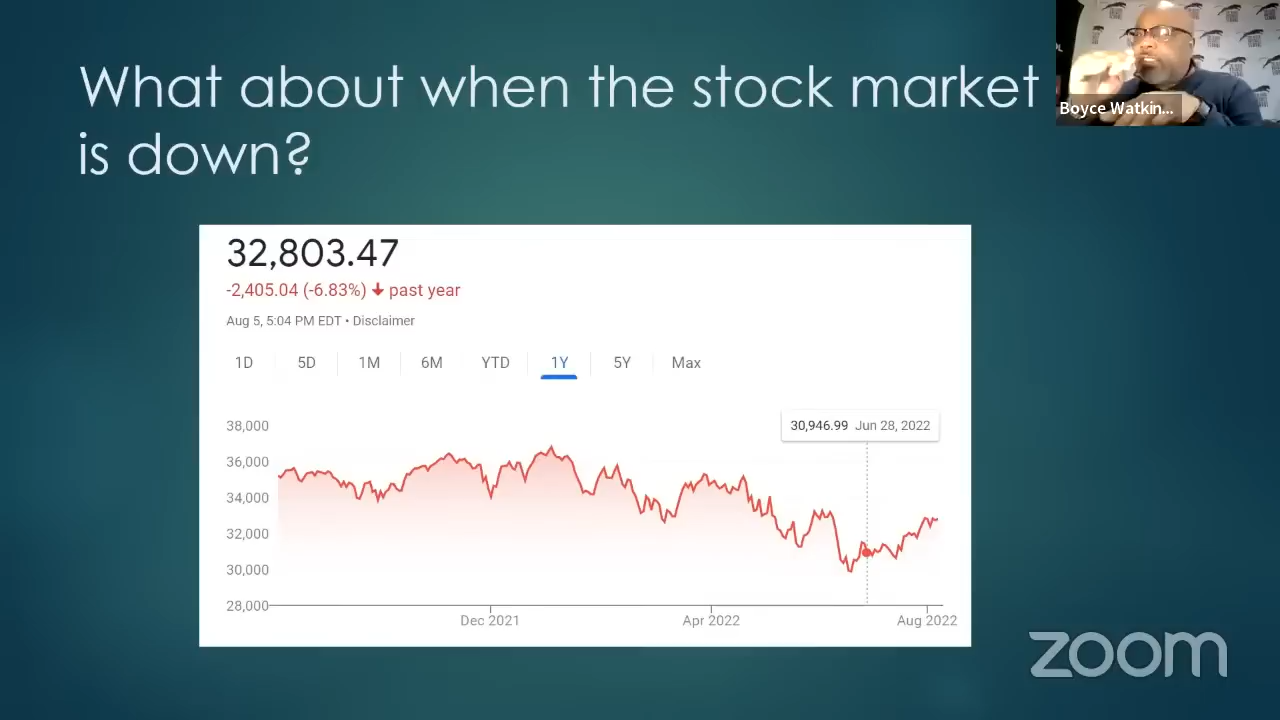 What about when the stock market
is down?
Boyce Watkin...
32,803.47
-2,405.04 (-6.83%) ↓ past year
Aug 5, 5:04 PM EDT • Disclaimer
1D 5D 1M 6M YTD 1Y 5Y Max
30,946.99 Jun 28, 2022
38,000
36,000
34,000
32,000
30,000
28,000
Dec 2021 Apr 2022 Aug 2022
zoom